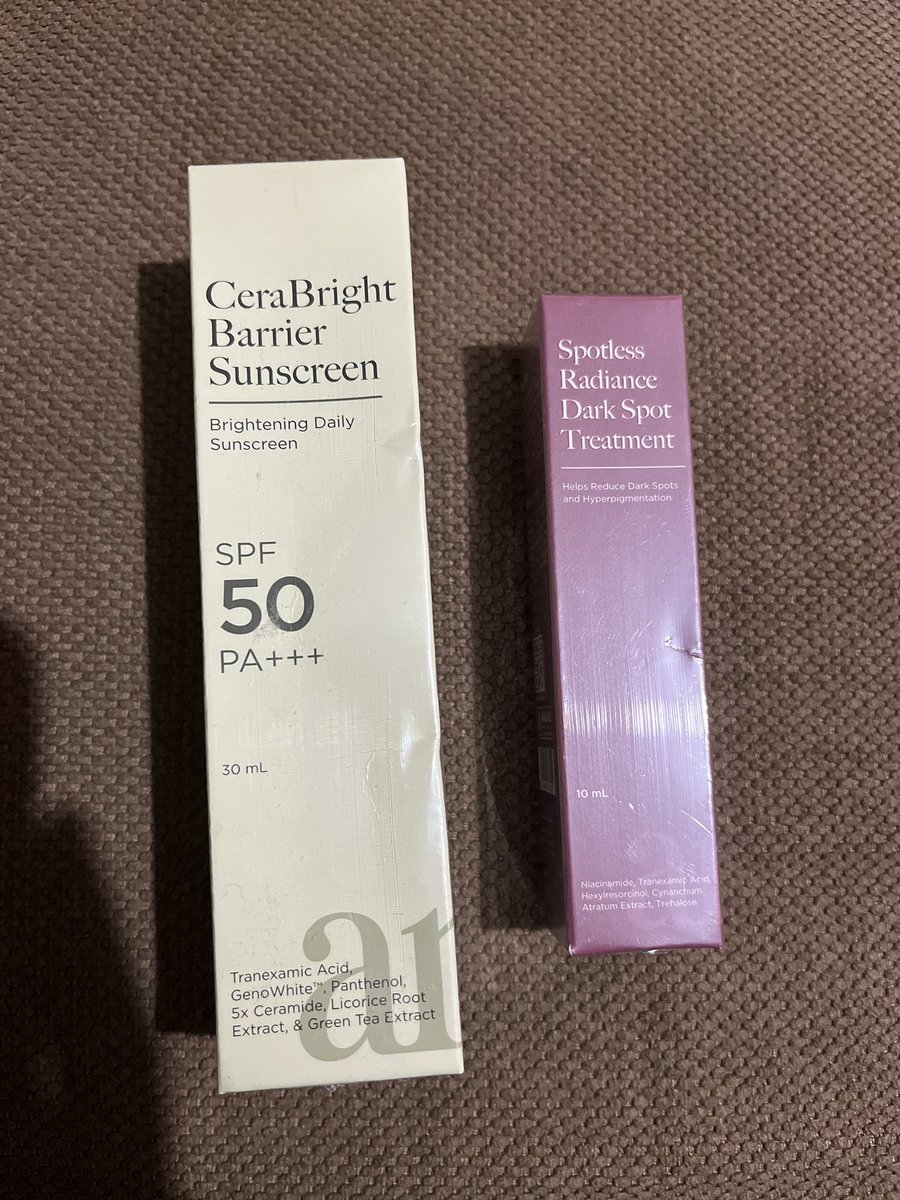 CeraBright
Barrier
Sunscreen
Brightening Daily
Sunscreen
SPF
50
PA+++
30 mL
Tranexamic Acid,
GenoWhite™, Panthenol,
5x Ceramide, Licorice Root
Extract, & Green Tea Extract
ar
Spotless
Radiance
Dark Spot
Treatment
Helps Reduce Dark Spots
and Hyperpigmentation
10 mL
Niacinamide, Tranexamic Acid,
Hexylresorcinol, Cynanchum
Atratum Extract, Trehalose